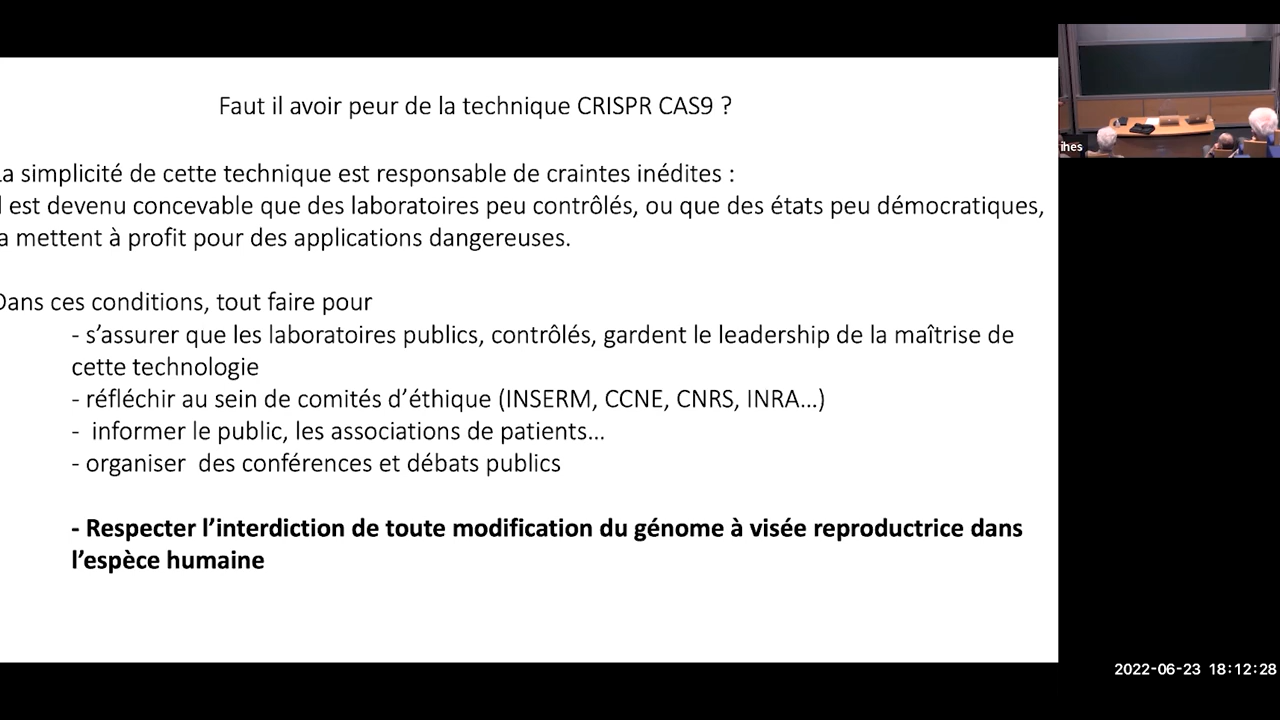 Faut il avoir peur de la technique CRISPR CAS9 ?
La simplicité de cette technique est responsable de craintes inédites :
l est devenu concevable que des laboratoires peu contrôlés, ou que des états peu démocratiques,
a mettent à profit pour des applications dangereuses.
Dans ces conditions, tout faire pour
- s’assurer que les laboratoires publics, contrôlés, gardent le leadership de la maîtrise de
cette technologie
- réfléchir au sein de comités d’éthique (INSERM, CCNE, CNRS, INRA…)
- informer le public, les associations de patients…
- organiser des conférences et débats publics
- Respecter l’interdiction de toute modification du génome à visée reproductrice dans
l’espèce humaine
ihes
2022-06-23 18:12:28